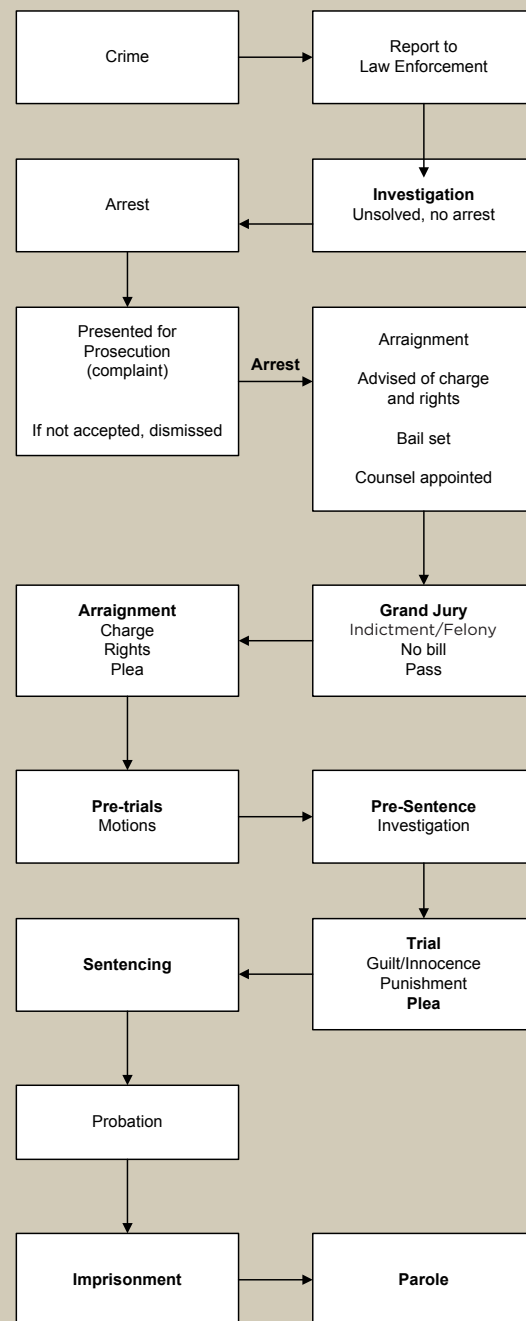 Crime
Report to
Law Enforcement
Arrest
Investigation
Unsolved, no arrest
Presented for
Prosecution
(complaint)
If not accepted, dismissed
Arrest
Arraignment
Advised of charge
and rights
Bail set
Counsel appointed
Arraignment
Charge
Rights
Plea
Grand Jury
Indictment/Felony
No bill
Pass
Pre-trials
Motions
Pre-Sentence
Investigation
Sentencing
Trial
Guilt/Innocence
Punishment
Plea
Probation
Imprisonment
Parole